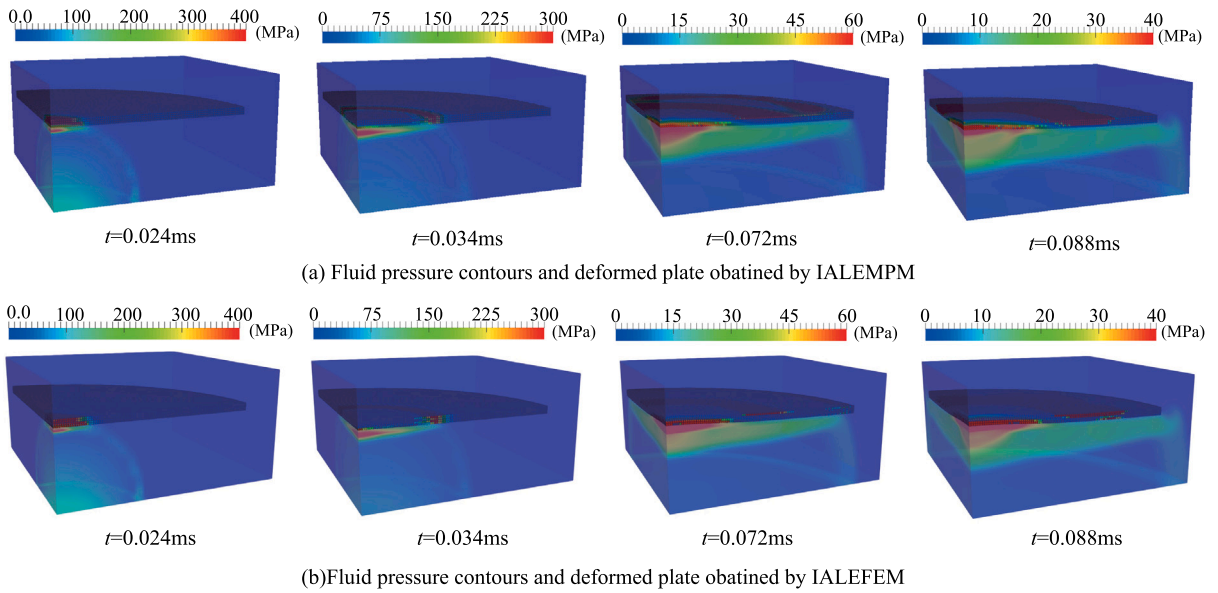 0.0 100 200 300 400 (MPa)
0 75 150 225 300 (MPa)
0 15 30 45 60 (MPa)
0 10 20 30 40 (MPa)
t=0.024ms
t=0.034ms
t=0.072ms
t=0.088ms
(a) Fluid pressure contours and deformed plate obatined by IALEMPM
0.0 100 200 300 400 (MPa)
0 75 150 225 300 (MPa)
0 15 30 45 60 (MPa)
0 10 20 30 40 (MPa)
t=0.024ms
t=0.034ms
t=0.072ms
t=0.088ms
(b)Fluid pressure contours and deformed plate obatined by IALEFEM